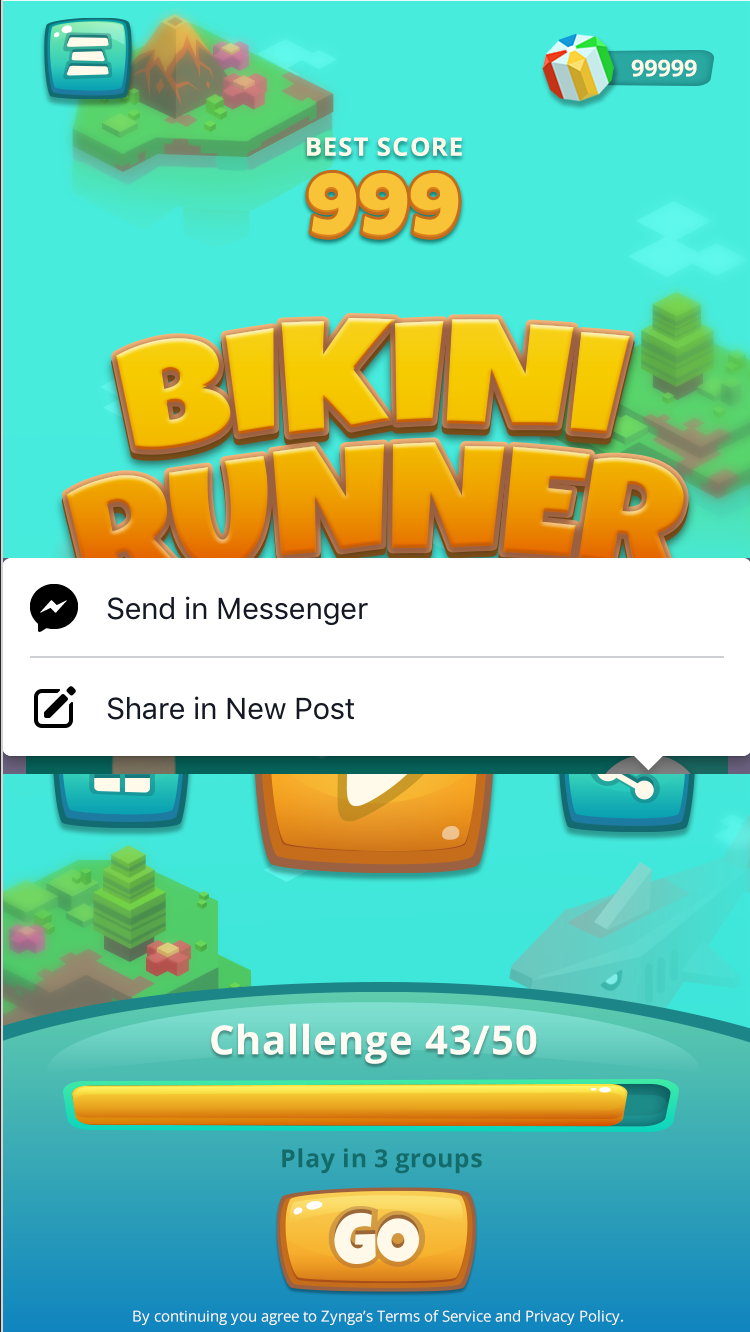 99999
BEST SCORE
999
BIKINI
RUNNER
Send in Messenger
Share in New Post
Challenge 43/50
Play in 3 groups
GO
By continuing you agree to Zynga's Terms of Service and Privacy Policy.